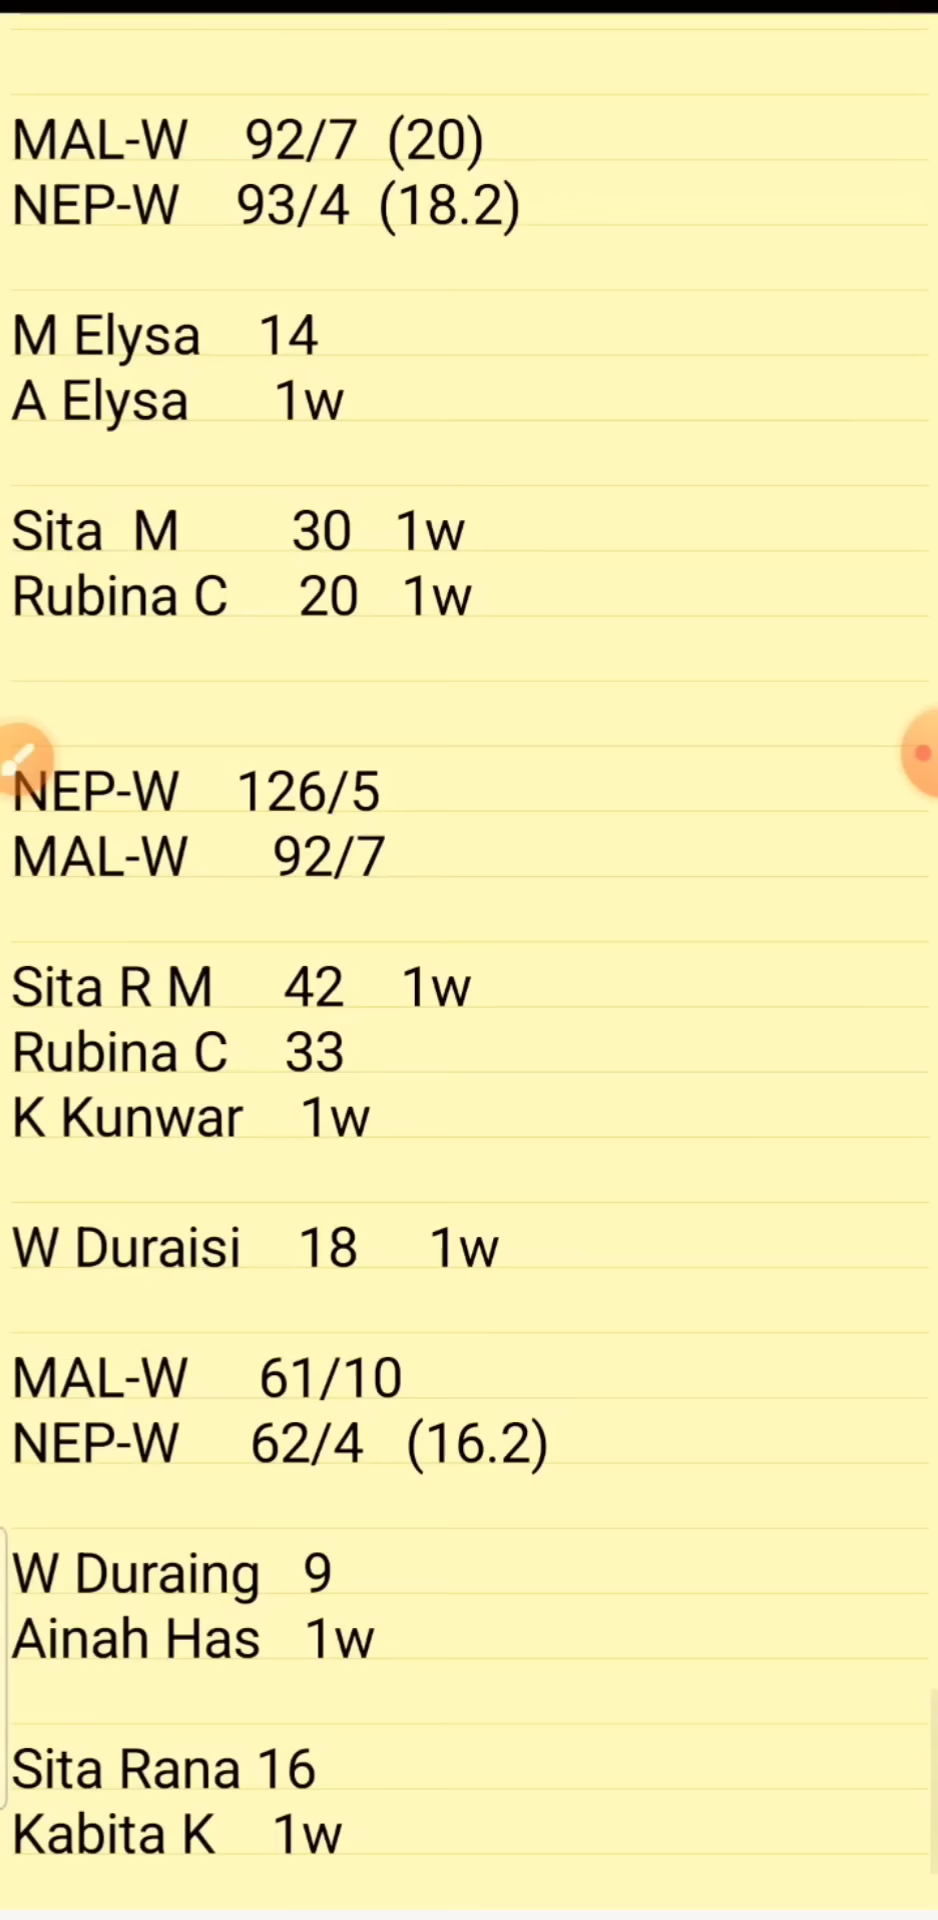 MAL-W 92/7 (20)
NEP-W 93/4 (18.2)
M Elysa 14
A Elysa 1w
Sita M 30 1w
Rubina C 20 1w
NEP-W 126/5
MAL-W 92/7
Sita R M 42 1w
Rubina C 33
K Kunwar 1w
W Duraisi 18 1w
MAL-W 61/10
NEP-W 62/4 (16.2)
W Duraing 9
Ainah Has 1w
Sita Rana 16
Kabita K 1w